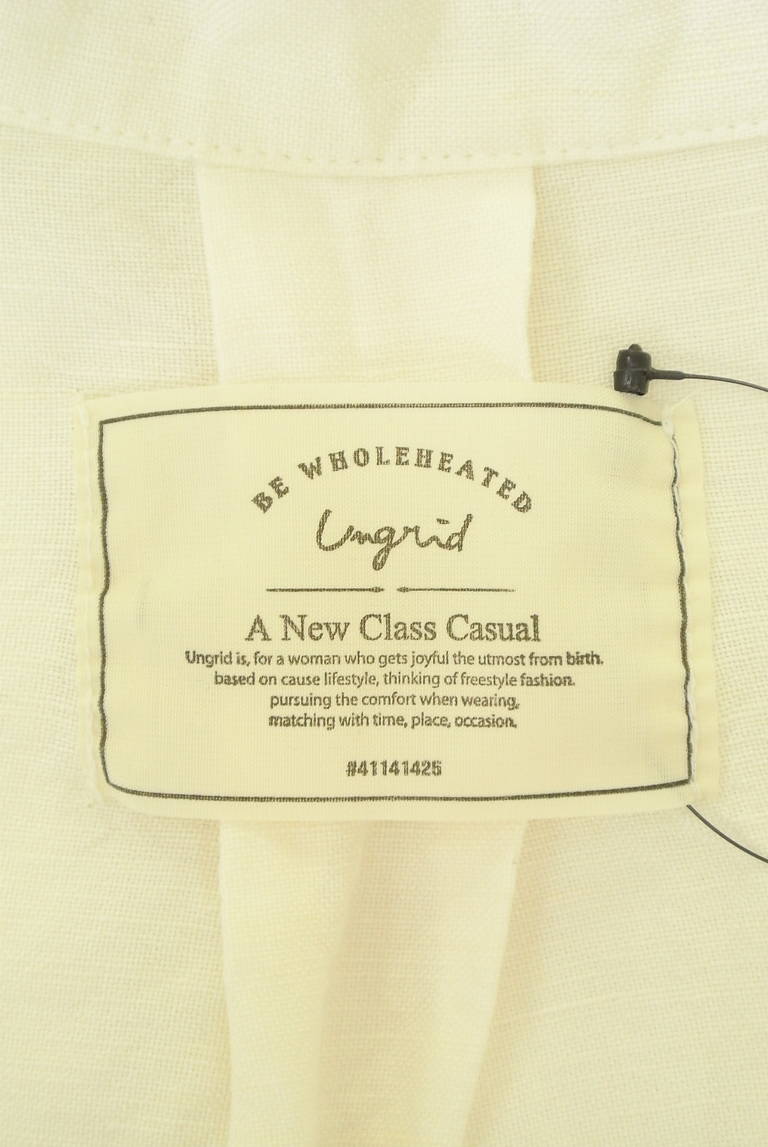 BE WHOLEHEATED
Ungrid
A New Class Casual
Ungrid is, for a woman who gets joyful the utmost from birth.
based on cause lifestyle, thinking of freestyle fashion.
pursuing the comfort when wearing,
matching with time, place, occasion.
#41141425